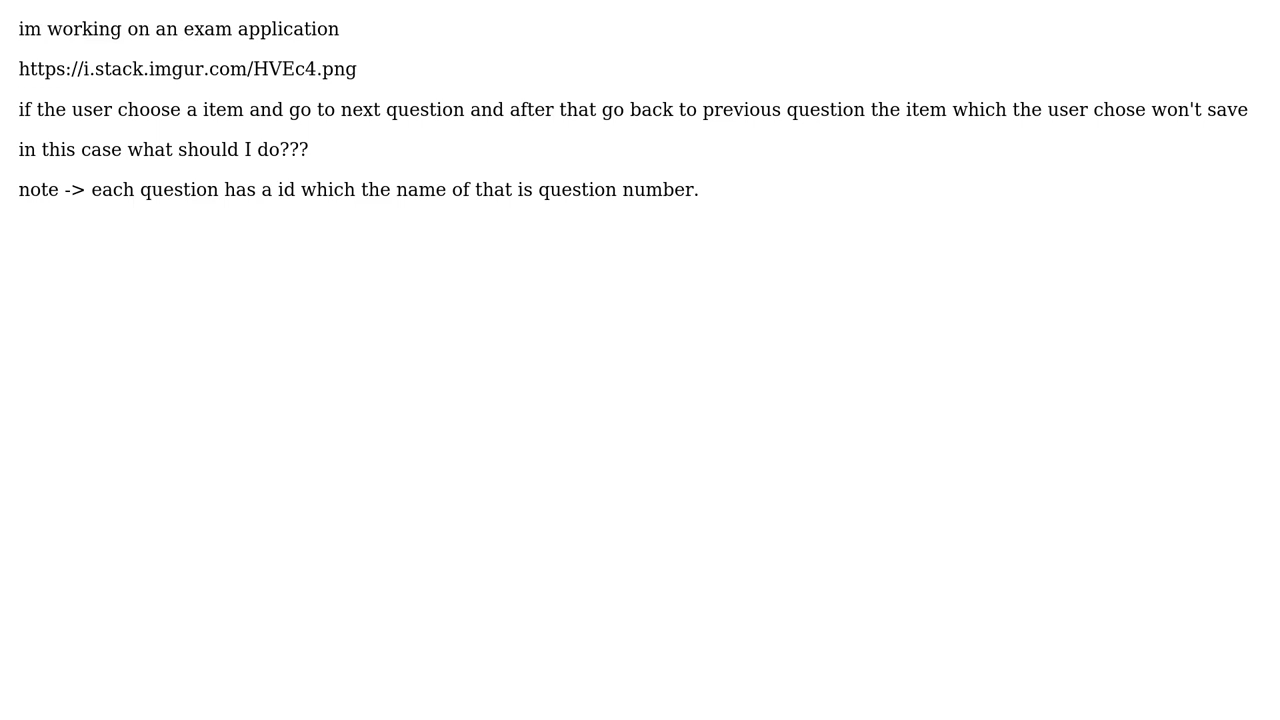 im working on an exam application
https://i.stack.imgur.com/HVEc4.png
if the user choose a item and go to next question and after that go back to previous question the item which the user chose won't save
in this case what should I do???
note -> each question has a id which the name of that is question number.